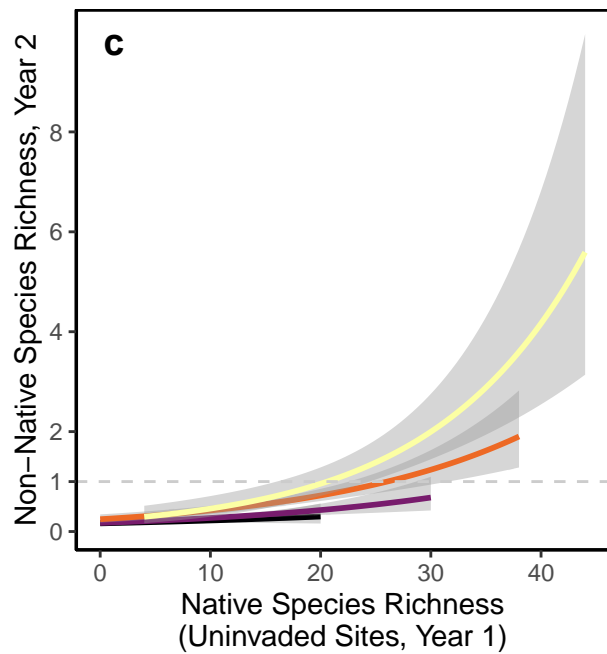 c
Non−Native Species Richness, Year 2
8
6
4
2
1
0
0 10 20 30 40
Native Species Richness
(Uninvaded Sites, Year 1)